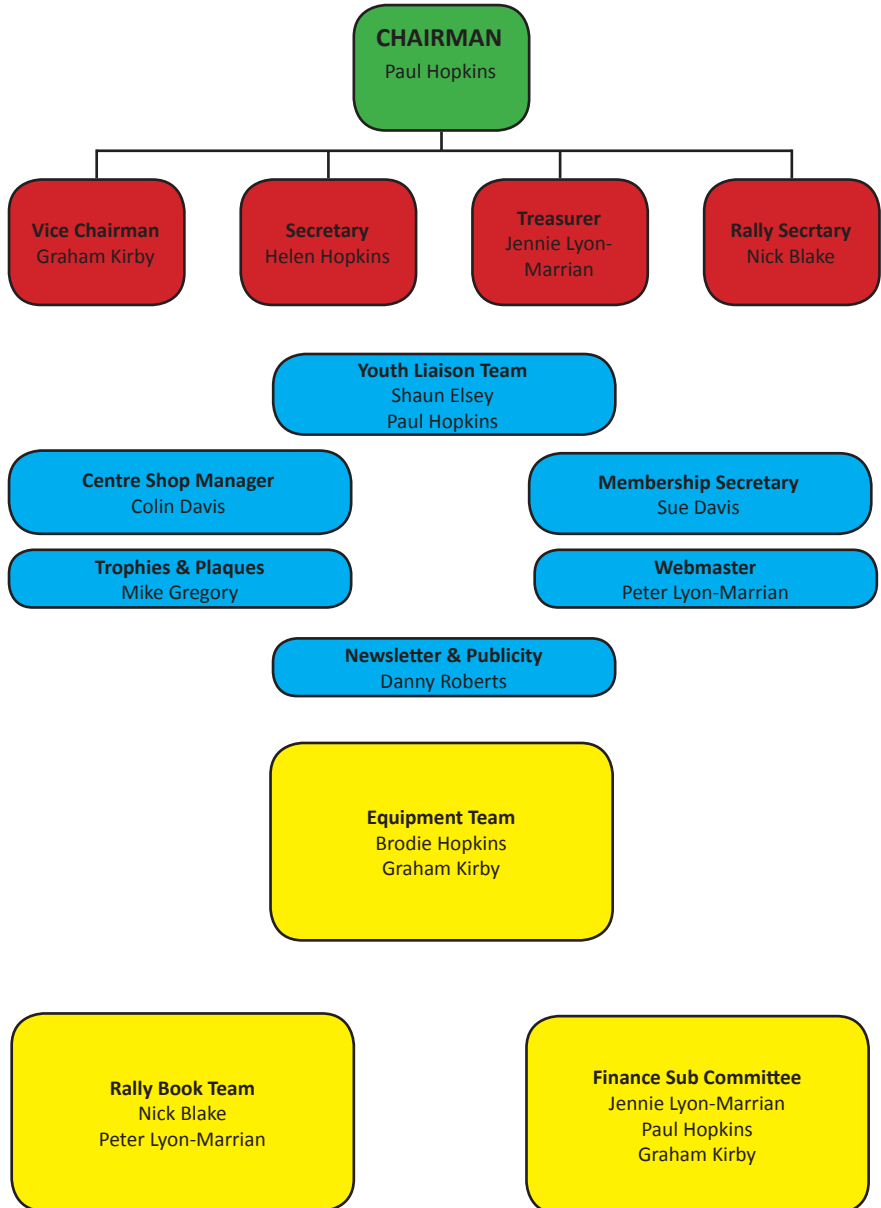 CHAIRMAN
Paul Hopkins
Vice Chairman
Graham Kirby
Secretary
Helen Hopkins
Treasurer
Jennie Lyon-
Marrian
Rally Secrtary
Nick Blake
Youth Liaison Team
Shaun Elsey
Paul Hopkins
Centre Shop Manager
Colin Davis
Membership Secretary
Sue Davis
Trophies & Plaques
Mike Gregory
Webmaster
Peter Lyon-Marrian
Newsletter & Publicity
Danny Roberts
Equipment Team
Brodie Hopkins
Graham Kirby
Rally Book Team
Nick Blake
Peter Lyon-Marrian
Finance Sub Committee
Jennie Lyon-Marrian
Paul Hopkins
Graham Kirby